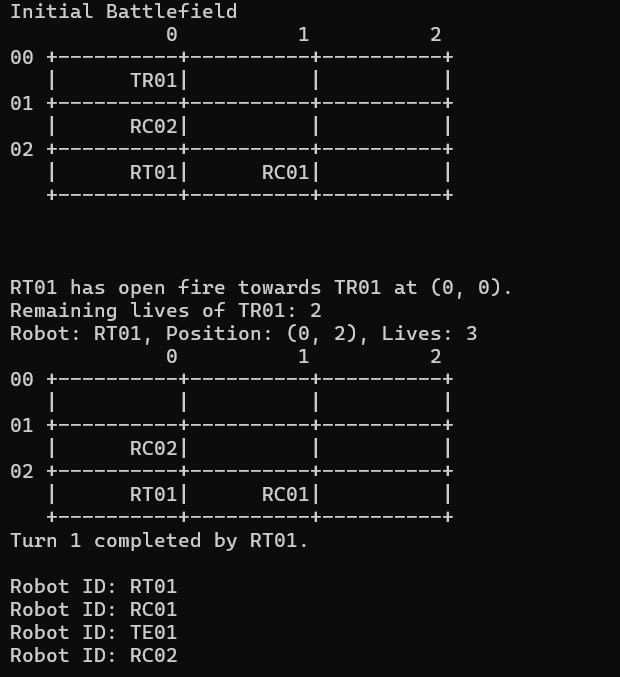 Initial Battlefield
             0          1          2
00 +----------+----------+----------+
   |      TR01|          |          |
01 +----------+----------+----------+
   |      RC02|          |          |
02 +----------+----------+----------+
   |      RT01|      RC01|          |
   +----------+----------+----------+
RT01 has open fire towards TR01 at (0, 0).
Remaining lives of TR01: 2
Robot: RT01, Position: (0, 2), Lives: 3
             0          1          2
00 +----------+----------+----------+
   |          |          |          |
01 +----------+----------+----------+
   |      RC02|          |          |
02 +----------+----------+----------+
   |      RT01|      RC01|          |
   +----------+----------+----------+
Turn 1 completed by RT01.
Robot ID: RT01
Robot ID: RC01
Robot ID: TE01
Robot ID: RC02